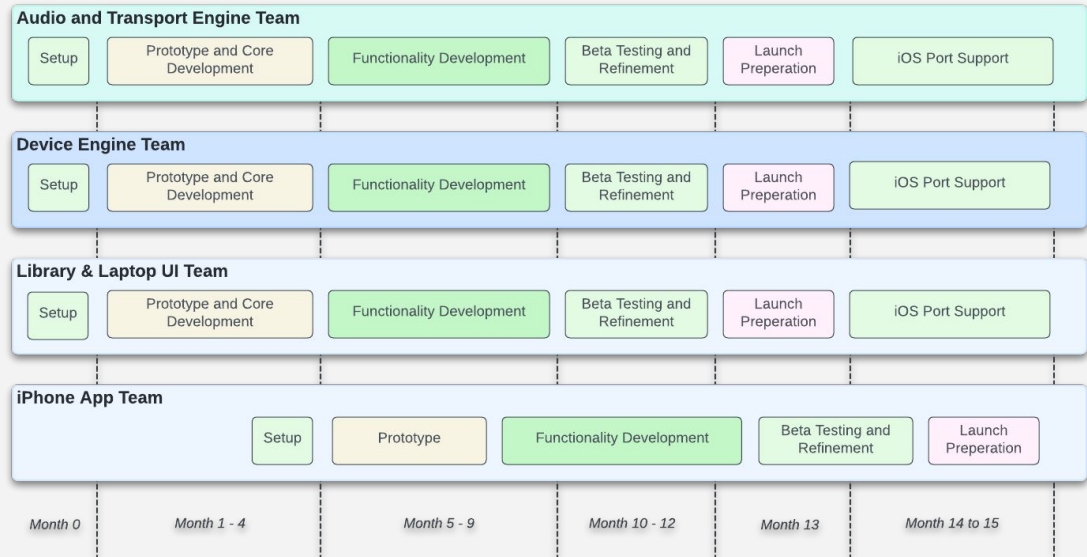 Audio and Transport Engine Team
Setup
Prototype and Core
Development
Functionality Development
Beta Testing and
Refinement
Launch
Preperation
iOS Port Support
Device Engine Team
Setup
Prototype and Core
Development
Functionality Development
Beta Testing and
Refinement
Launch
Preperation
iOS Port Support
Library & Laptop UI Team
Setup
Prototype and Core
Development
Functionality Development
Beta Testing and
Refinement
Launch
Preperation
iOS Port Support
iPhone App Team
Setup
Prototype
Functionality Development
Beta Testing and
Refinement
Launch
Preperation
Month 0
Month 1 - 4
Month 5 - 9
Month 10 - 12
Month 13
Month 14 to 15